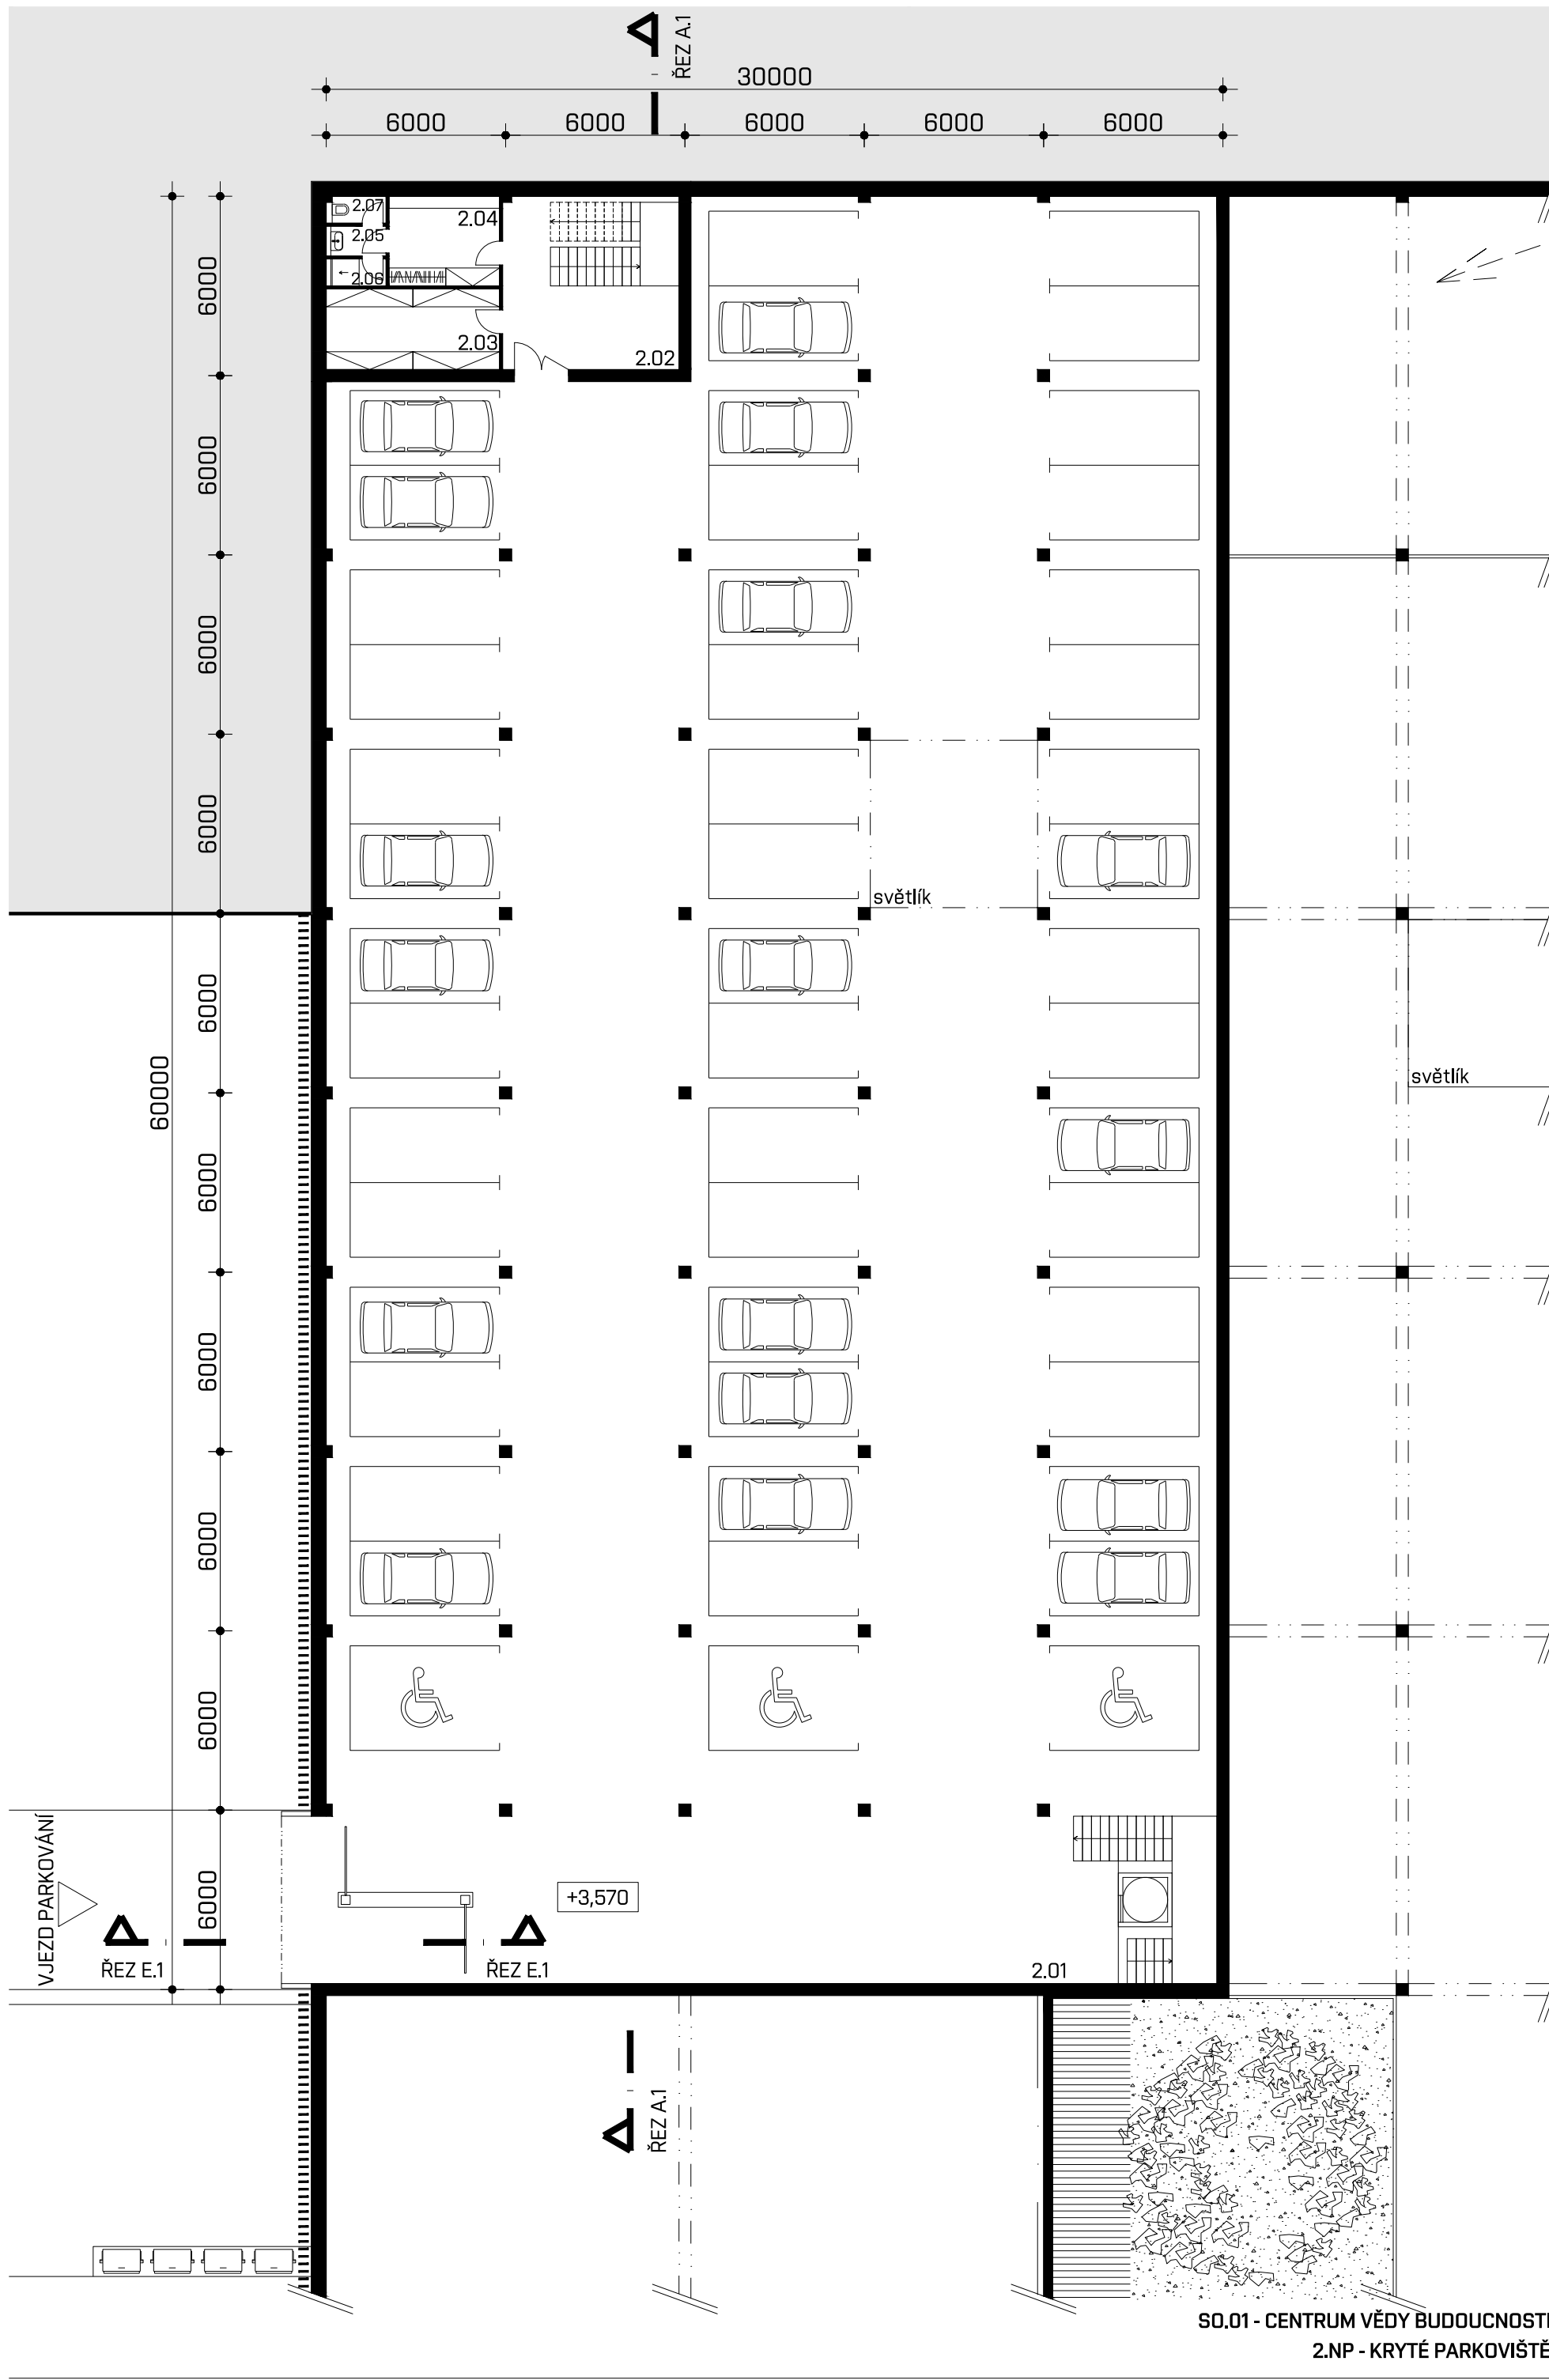 ŘEZ A.1
30000
6000
6000
6000
6000
6000
2.07
2.04
2.05
2.06
2.03
2.02
6000
6000
6000
6000
6000
6000
6000
6000
6000
6000
60000
světlík
světlík
VJEZD PARKOVÁNÍ
+3,570
ŘEZ E.1
ŘEZ E.1
2.01
ŘEZ A.1
SO.01 - CENTRUM VĚDY BUDOUCNOSTI
2.NP - KRYTÉ PARKOVIŠTĚ